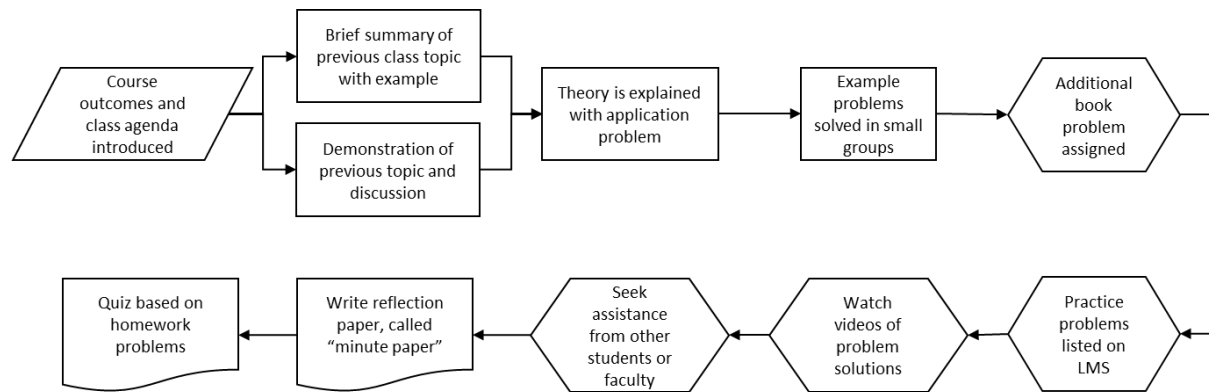 Course
outcomes and
class agenda
introduced
Brief summary of
previous class topic
with example
Demonstration of
previous topic and
discussion
Theory is explained
with application
problem
Example
problems
solved in small
groups
Additional
book
problem
assigned
Quiz based on
homework
problems
Write reflection
paper, called
“minute paper”
Seek
assistance
from other
students or
faculty
Watch
videos of
problem
solutions
Practice
problems
listed on
LMS